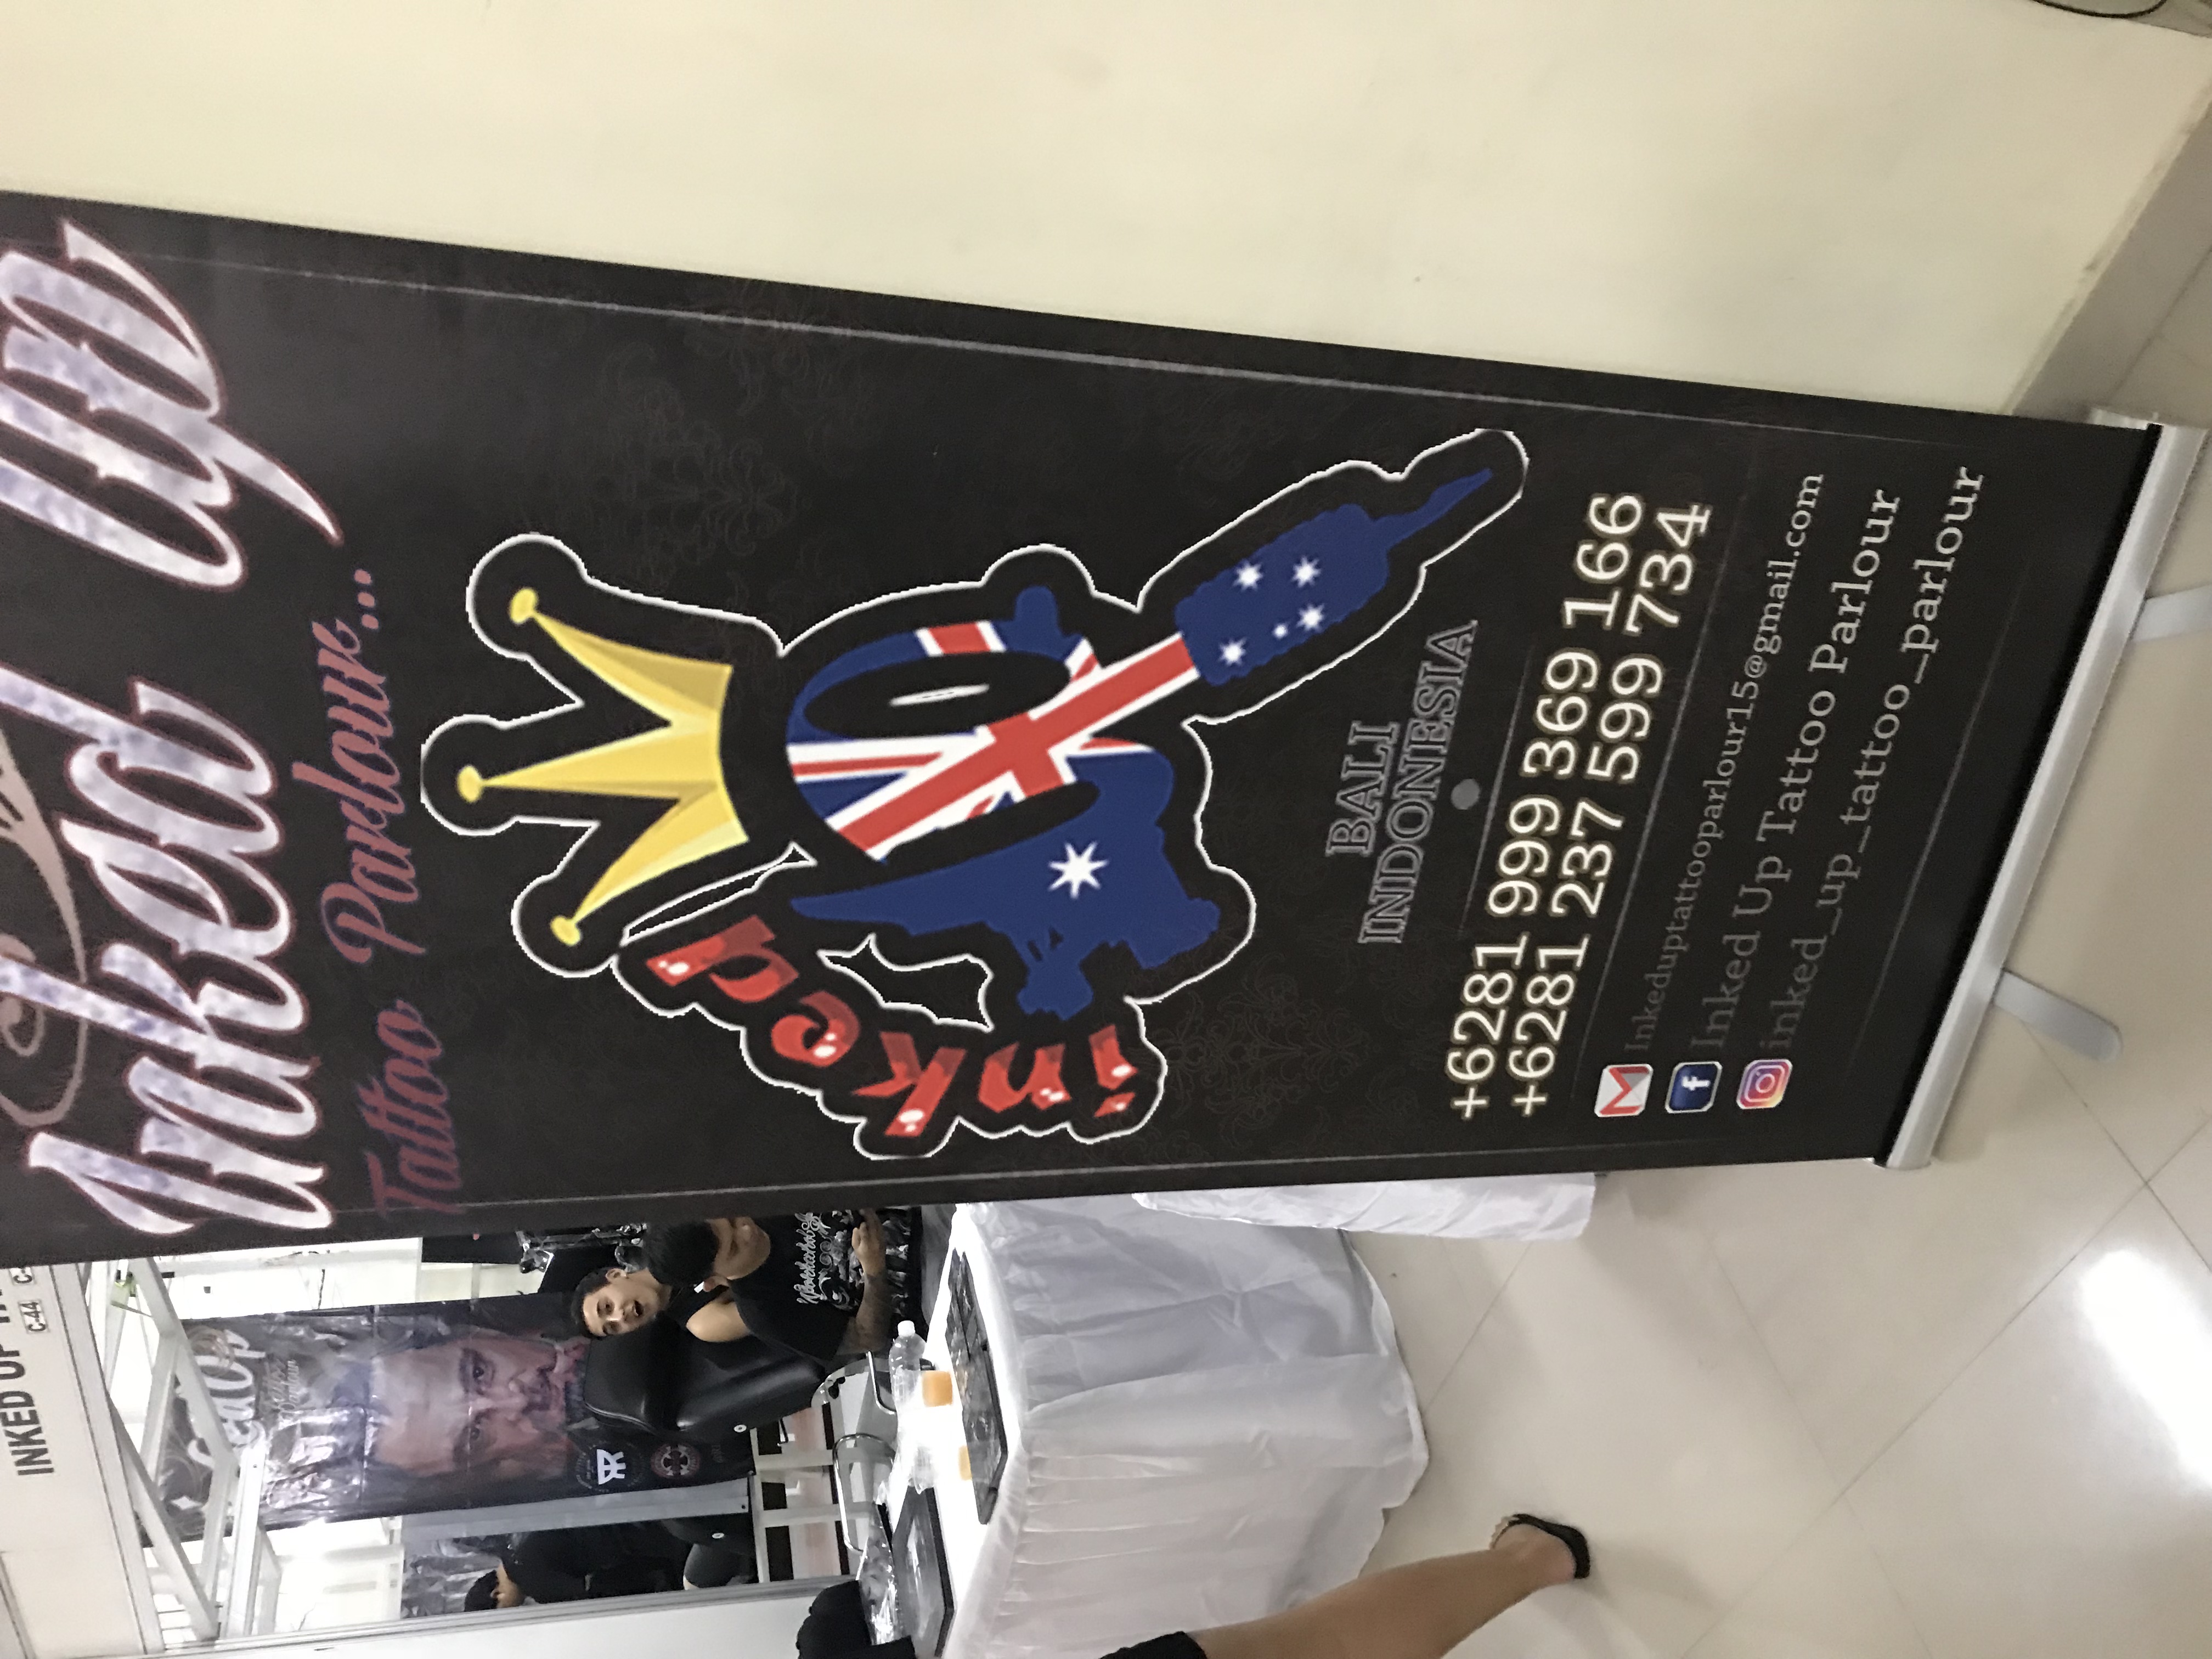 Inked Up
Tattoo Parlour...
inked
BALI
INDONESIA
+6281 999 369 166
+6281 237 599 734
Inkeduptattooparlour15@gmail.com
Inked Up Tattoo Parlour
inked_up_tattoo_parlour
INKED UP
C-44